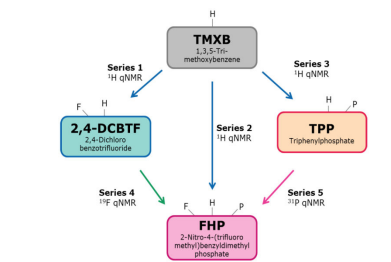 H
TMXB
1,3,5-Tri-
methoxybenzene
Series 1
¹H qNMR
Series 3
¹H qNMR
F H
2,4-DCBTF
2,4-Dichloro
benzotrifluoride
Series 2
¹H qNMR
H P
TPP
Triphenylphosphate
Series 4
¹⁹F qNMR
Series 5
³¹P qNMR
F H P
FHP
2-Nitro-4-(trifluoro
methyl)benzyldimethyl
phosphate